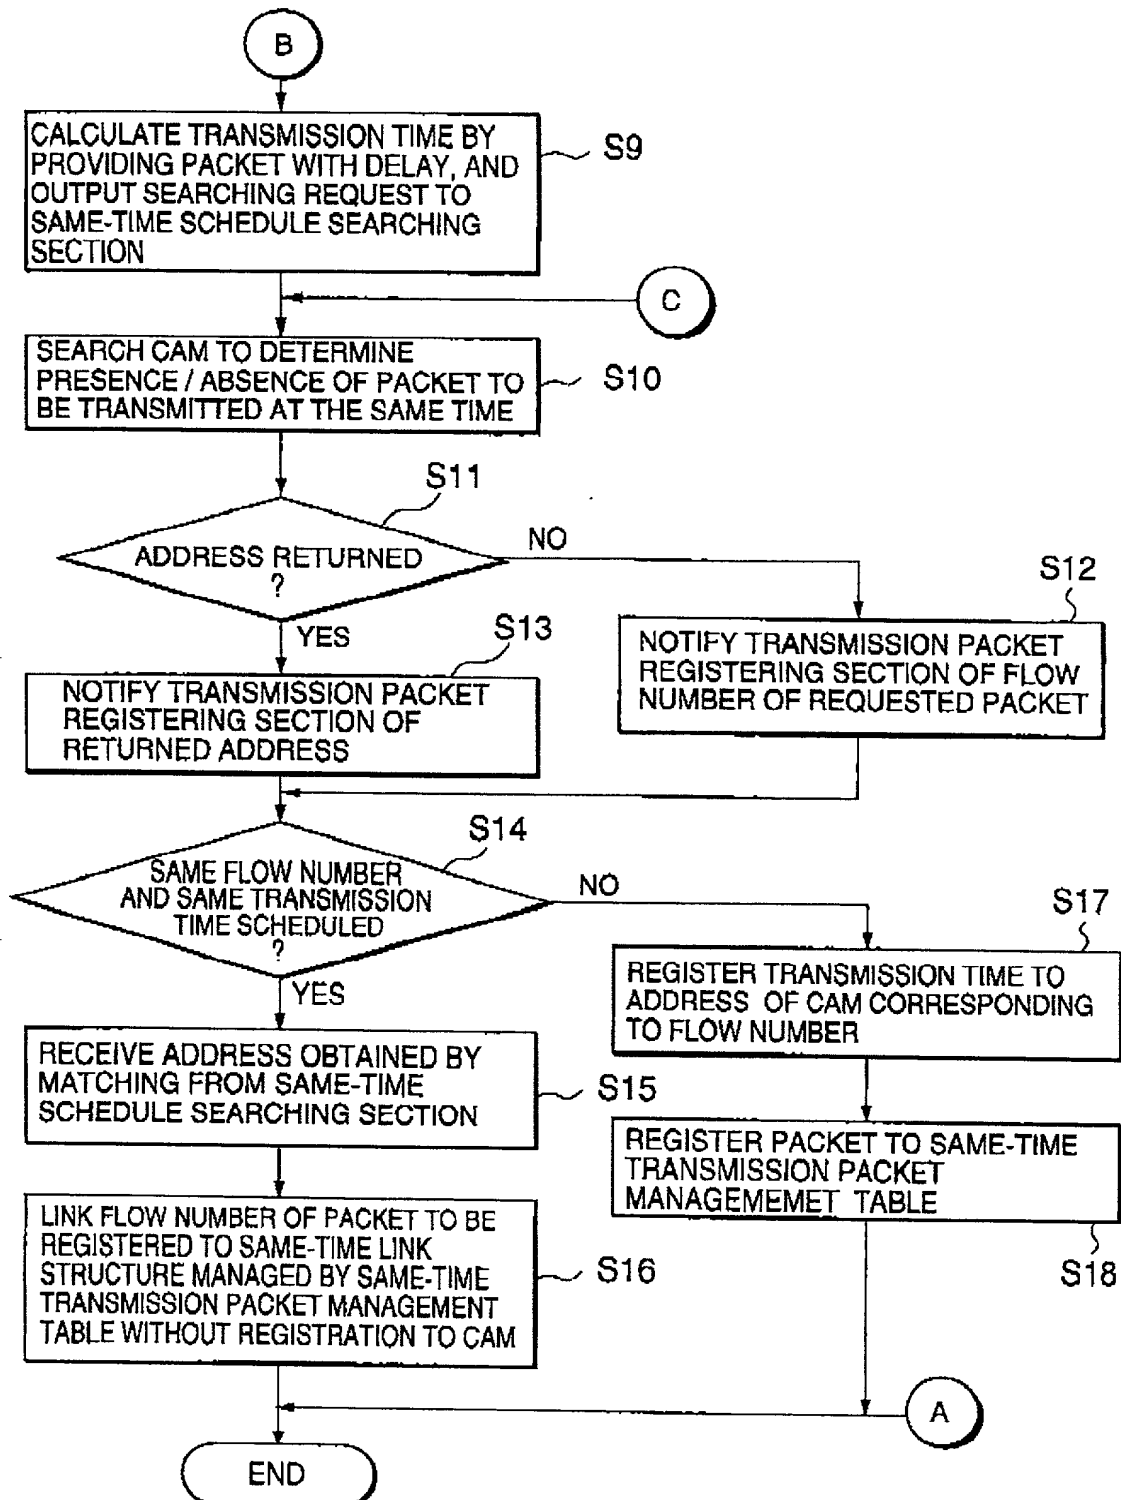 B
CALCULATE TRANSMISSION TIME BY
PROVIDING PACKET WITH DELAY, AND
OUTPUT SEARCHING REQUEST TO
SAME-TIME SCHEDULE SEARCHING
SECTION
S9
C
SEARCH CAM TO DETERMINE
PRESENCE / ABSENCE OF PACKET TO
BE TRANSMITTED AT THE SAME TIME
S10
S11
ADDRESS RETURNED
?
NO
YES
S12
NOTIFY TRANSMISSION PACKET
REGISTERING SECTION OF FLOW
NUMBER OF REQUESTED PACKET
S13
NOTIFY TRANSMISSION PACKET
REGISTERING SECTION OF
RETURNED ADDRESS
S14
SAME FLOW NUMBER
AND SAME TRANSMISSION
TIME SCHEDULED
?
NO
YES
S17
REGISTER TRANSMISSION TIME TO
ADDRESS OF CAM CORRESPONDING
TO FLOW NUMBER
RECEIVE ADDRESS OBTAINED BY
MATCHING FROM SAME-TIME
SCHEDULE SEARCHING SECTION
S15
REGISTER PACKET TO SAME-TIME
TRANSMISSION PACKET
MANAGEMEMET TABLE
S18
LINK FLOW NUMBER OF PACKET TO BE
REGISTERED TO SAME-TIME LINK
STRUCTURE MANAGED BY SAME-TIME
TRANSMISSION PACKET MANAGEMENT
TABLE WITHOUT REGISTRATION TO CAM
S16
A
END